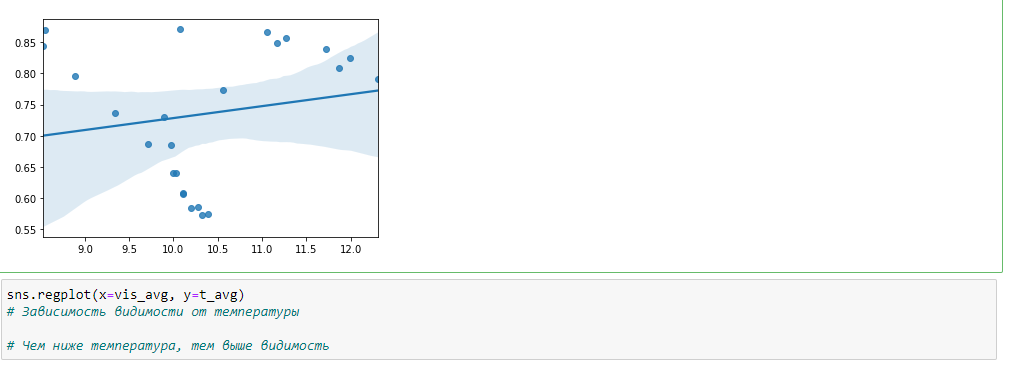 0.85
0.80
0.75
0.70
0.65
0.60
0.55
9.0 9.5 10.0 10.5 11.0 11.5 12.0
sns.regplot(x=vis_avg, y=t_avg)
# Зависимость видимости от температуры
# Чем ниже температура, тем выше видимость